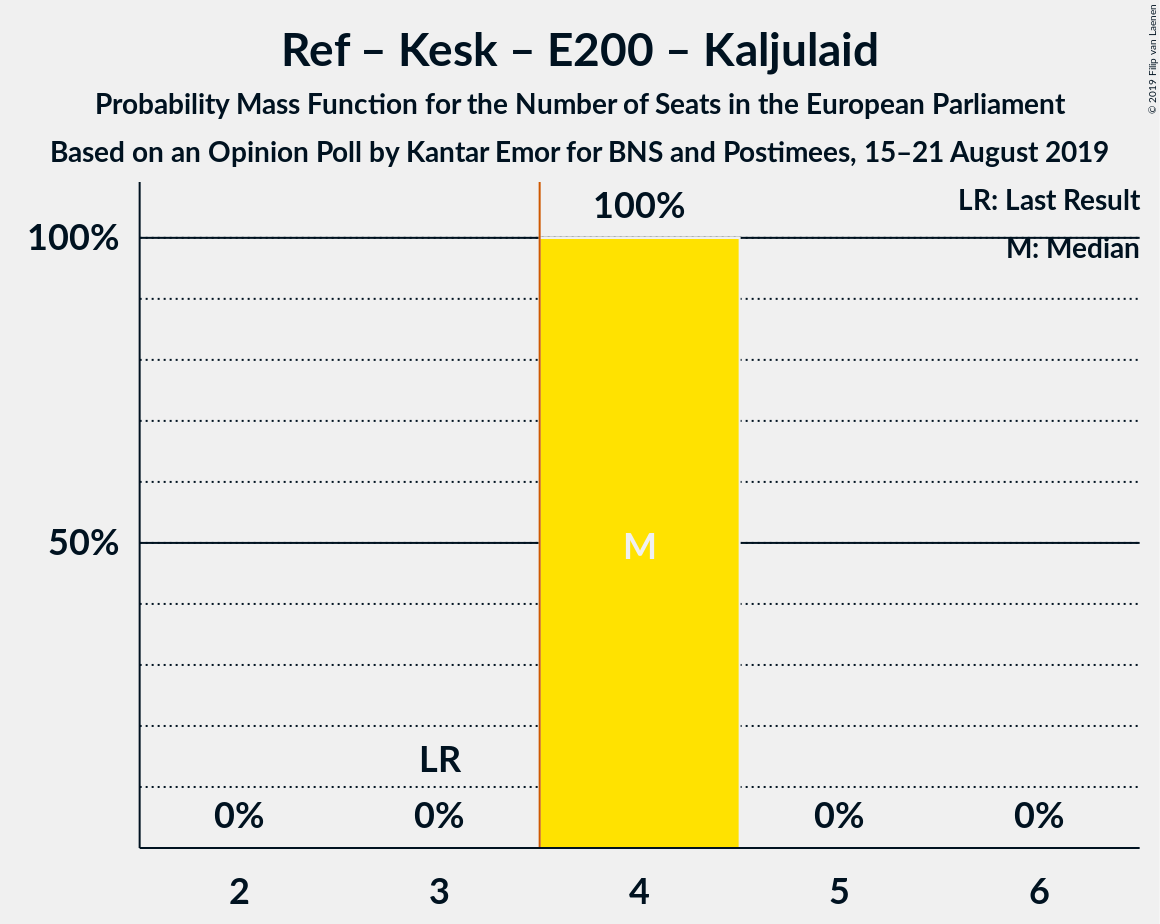 Ref – Kesk – E200 – Kaljulaid
Probability Mass Function for the Number of Seats in the European Parliament
Based on an Opinion Poll by Kantar Emor for BNS and Postimees, 15–21 August 2019
© 2019 Filip van Laenen
LR: Last Result
M: Median
100%
100%
50%
M
LR
0% 0% 0% 0%
2 3 4 5 6